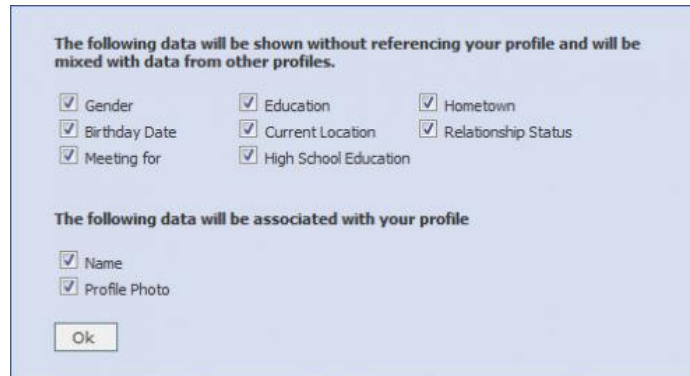 The following data will be shown without referencing your profile and will be
mixed with data from other profiles.
Gender Education Hometown
Birthday Date Current Location Relationship Status
Meeting for High School Education
The following data will be associated with your profile
Name
Profile Photo
Ok